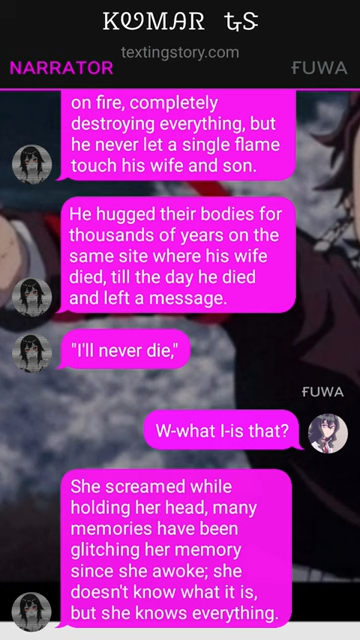 KUMAR ԏʂ
textingstory.com
NARRATOR FUWA
on fire, completely
destroying everything, but
he never let a single flame
touch his wife and son.
He hugged their bodies for
thousands of years on the
same site where his wife
died, till the day he died
and left a message.
"I'll never die,"
FUWA
W-what I-is that?
She screamed while
holding her head, many
memories have been
glitching her memory
since she awoke; she
doesn't know what it is,
but she knows everything.